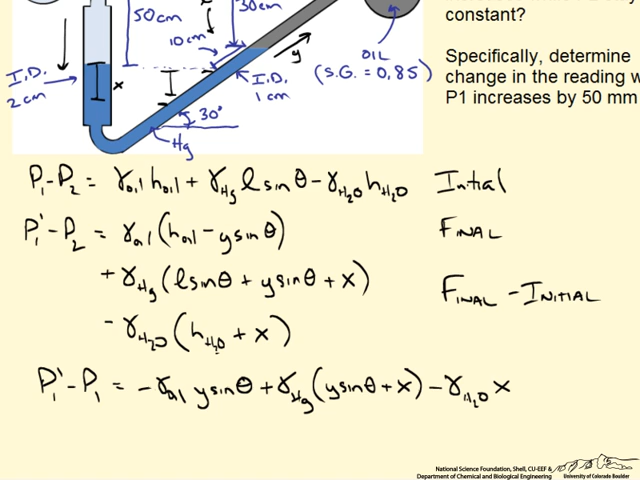 constant?
50cm
30cm
10cm
y
OIL
Specifically, determine
I.D.
2cm
x
I.D.
1cm
(S.G. = 0,85)
change in the reading w
P1 increases by 50 mm
30°
Hg
P₁-P₂ = γoil hoil + γHg l sin θ - γH₂O hH₂O Initial
P₁'-P₂ = γoil (hoil - y sin θ) FINAL
+ γHg (l sin θ + y sin θ + x) FINAL - INITIAL
- γH₂O (hH₂O + x)
P₁'-P₁ = -γoil y sin θ + γHg (y sin θ + x) - γH₂O x
National Science Foundation, Shell, CU-EEF &
Department of Chemical and Biological Engineering
University of Colorado Boulder